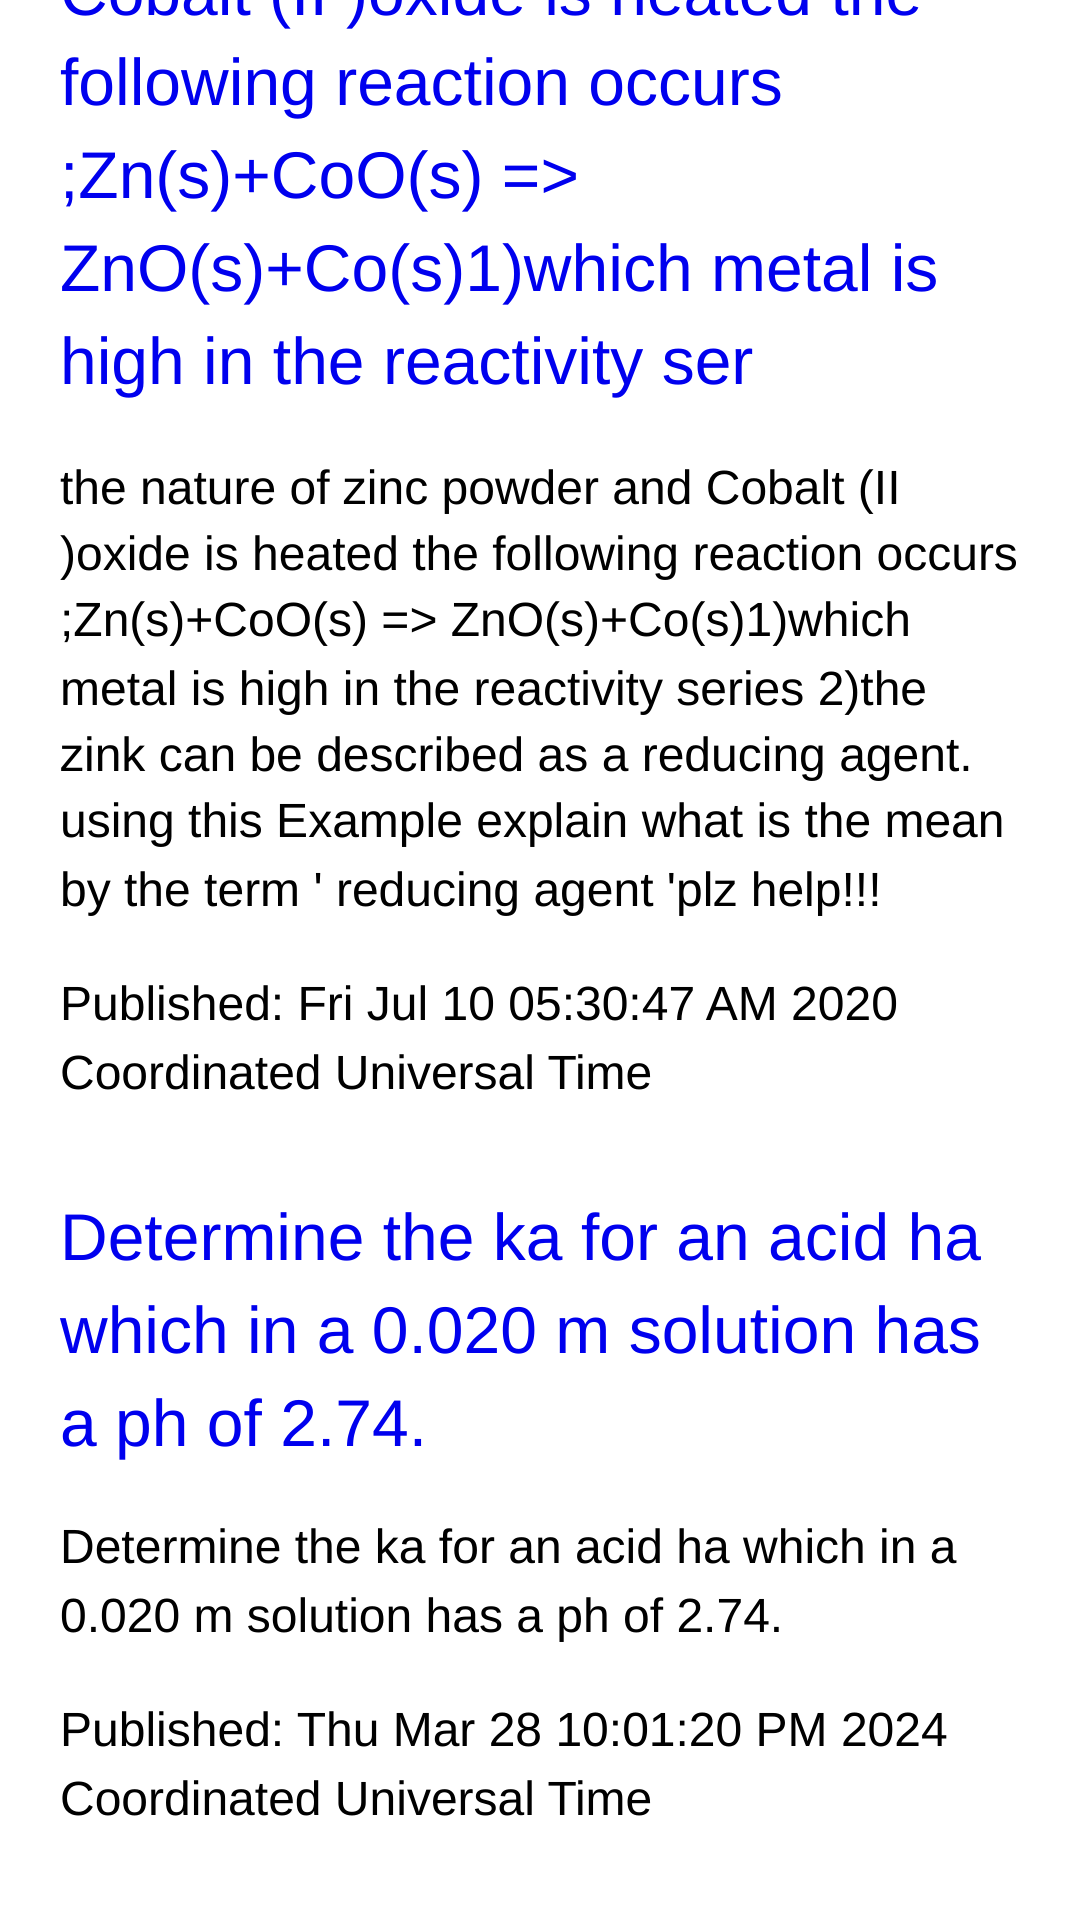 Cobalt (II )oxide is heated the
following reaction occurs
;Zn(s)+CoO(s) =>
ZnO(s)+Co(s)1)which metal is
high in the reactivity ser
the nature of zinc powder and Cobalt (II
)oxide is heated the following reaction occurs
;Zn(s)+CoO(s) => ZnO(s)+Co(s)1)which
metal is high in the reactivity series 2)the
zink can be described as a reducing agent.
using this Example explain what is the mean
by the term ' reducing agent 'plz help!!!
Published: Fri Jul 10 05:30:47 AM 2020
Coordinated Universal Time
Determine the ka for an acid ha
which in a 0.020 m solution has
a ph of 2.74.
Determine the ka for an acid ha which in a
0.020 m solution has a ph of 2.74.
Published: Thu Mar 28 10:01:20 PM 2024
Coordinated Universal Time